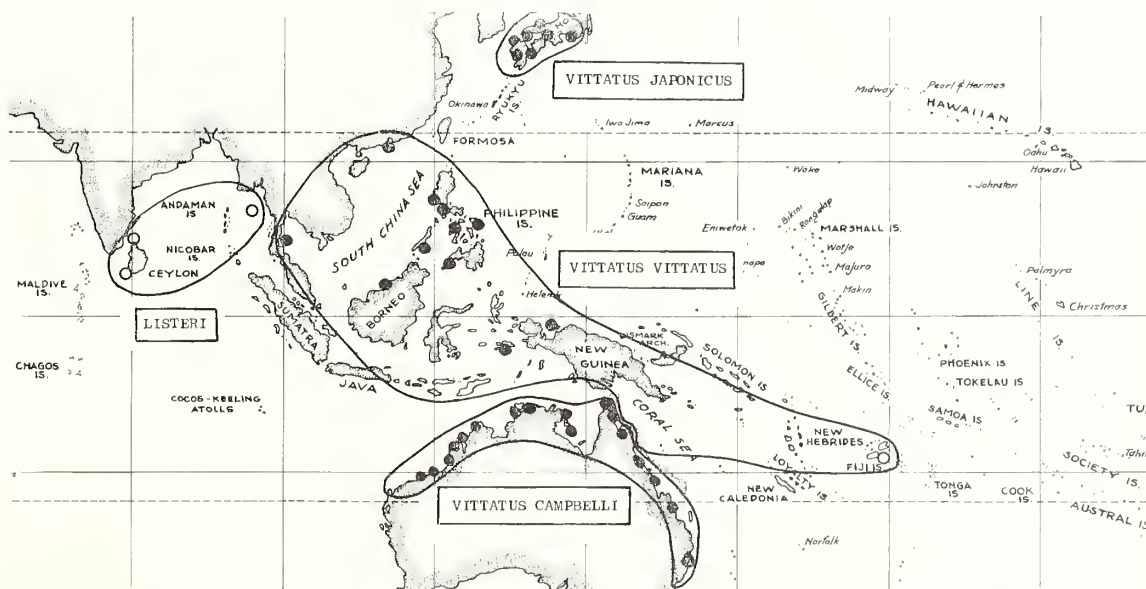 VITTATUS JAPONICUS
Okinawa
RYUKYU
IS.
FORMOSA
Iwo Jima
Marcus
Midway
Pearl & Hermes
HAWAIIAN
IS.
Oahu
Hawaii
MARIANA
IS.
Saipan
Guam
Wake
Johnston
ANDAMAN
IS
NICOBAR
IS.
CEYLON
MALDIVE
IS.
SOUTH CHINA SEA
PHILIPPINE
IS.
Palau
Helen
Eniwetok
Bikini
Rongelap
MARSHALL IS.
Wotje
Majuro
Makin
GILBERT IS.
VITTATUS VITTATUS
Palmyra
LINE
IS
Christmas
LISTERI
SUMATRA
BORNEO
JAVA
CHAGOS
IS.
COCOS-KEELING
ATOLLS
NEW
GUINEA
ARCH.
SOLOMON IS.
ELLICE IS.
PHOENIX IS
TOKELAU IS.
SAMOA IS
CORAL SEA
NEW
HEBRIDES
FIJI IS
LOYALTY
IS
NEW
CALEDONIA
TONGA
IS
COOK
IS.
SOCIETY IS.
AUSTRAL IS
VITTATUS CAMPBELLI
Norfolk